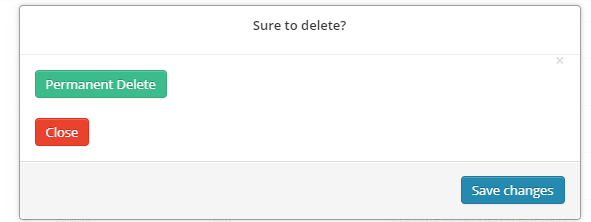 Sure to delete?
×
Permanent Delete
Close
Save changes